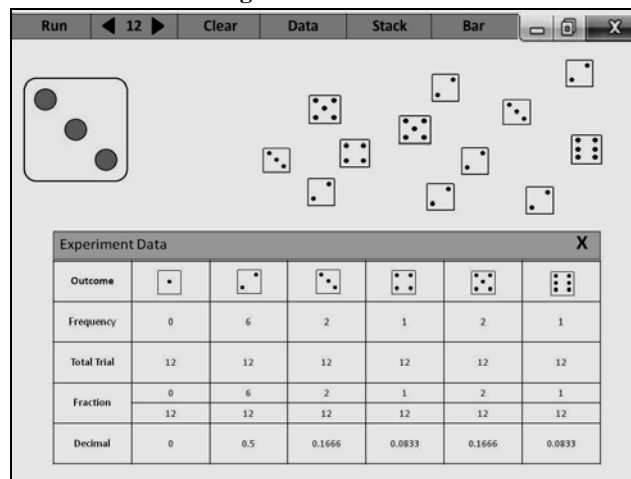 Run 12 Clear Data Stack Bar X
Experiment Data X
Outcome
Frequency 0 6 2 1 2 1
Total Trial 12 12 12 12 12 12
Fraction 0 6 2 1 2 1
12 12 12 12 12 12
Decimal 0 0.5 0.1666 0.0833 0.1666 0.0833